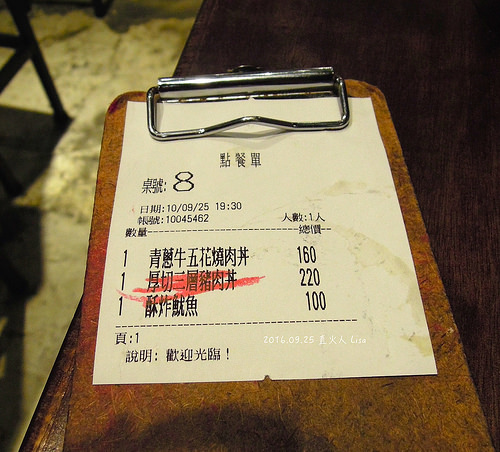 點餐單
桌號: 8
日期:10/09/25 19:30
帳號:10045462 人數:1人
數量--------------------總價--
1 青蔥牛五花燒肉丼 160
1 厚切三層豬肉丼 220
1 酥炸魷魚 100
頁:1
說明: 歡迎光臨!
2016.09.25 直火人 Lisa